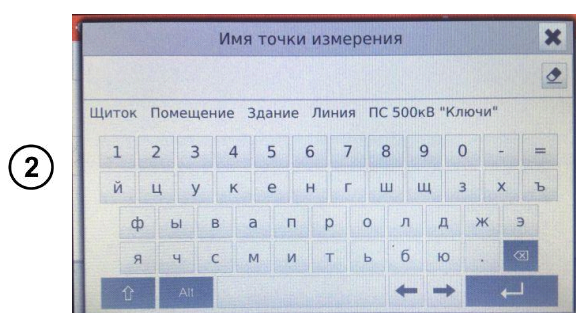 Имя точки измерения
Щиток Помещение Здание Линия ПС 500кВ "Ключи"
1 2 3 4 5 6 7 8 9 0 - =
й ц у к е н г ш щ з х ъ
2
ф ы в а п р о л д ж э
я ч с м и т ь б ю .
Alt